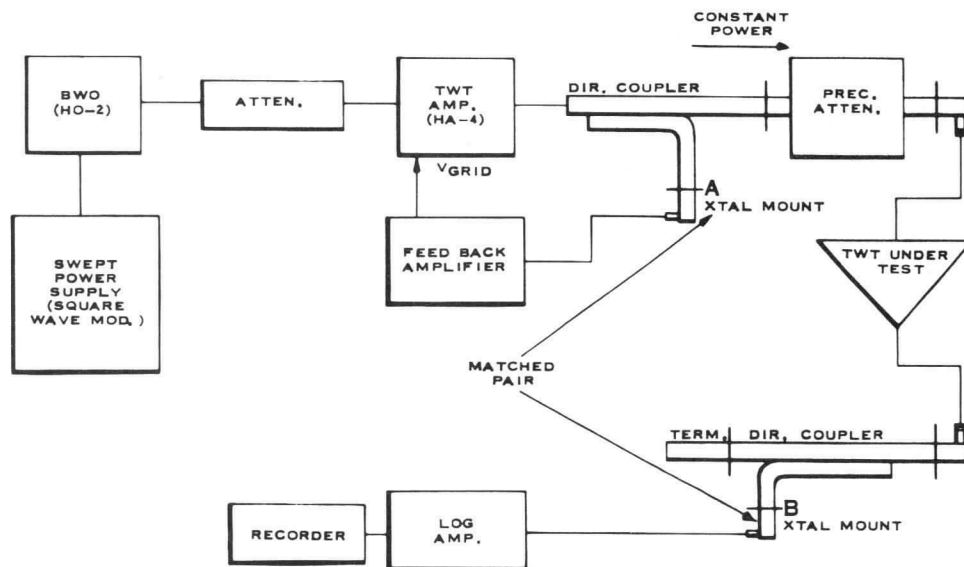 CONSTANT
POWER
BWO
(HO-2)
ATTEN.
TWT
AMP.
(HA-4)
DIR. COUPLER
PREC.
ATTEN.
VGRID
A
XTAL MOUNT
FEED BACK
AMPLIFIER
SWEPT
POWER
SUPPLY
(SQUARE
WAVE MOD.)
TWT UNDER
TEST
MATCHED
PAIR
TERM. DIR. COUPLER
B
XTAL MOUNT
RECORDER
LOG
AMP.